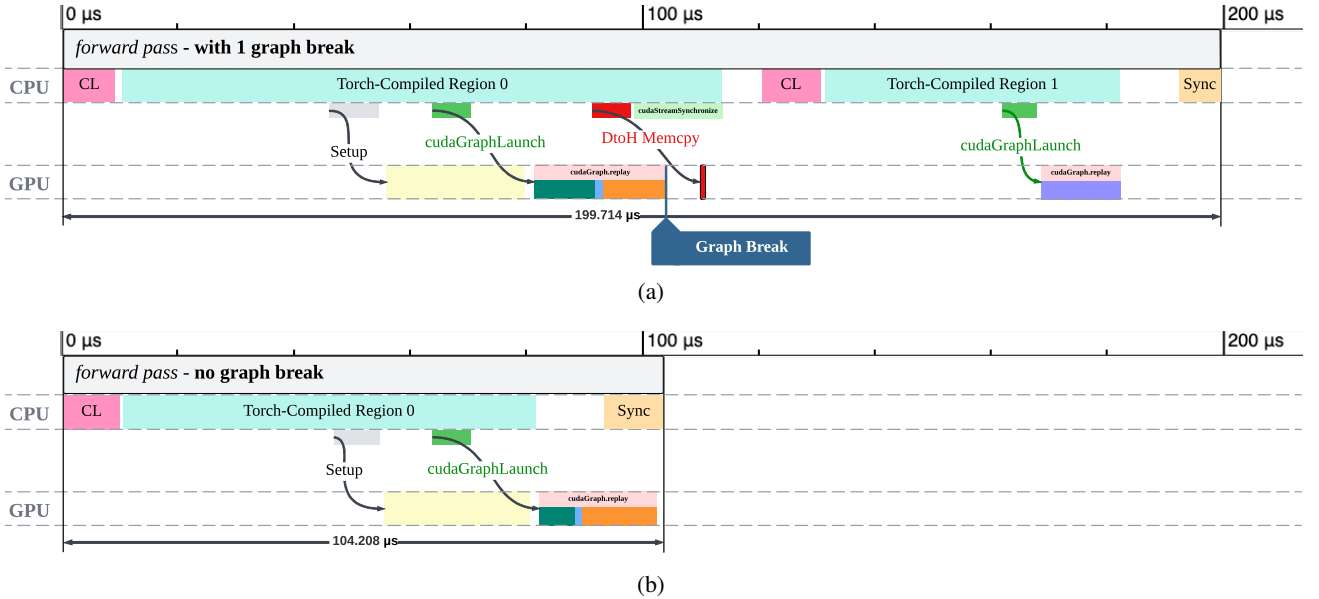 0 µs 100 µs 200 µs
forward pass - with 1 graph break
CPU CL Torch-Compiled Region 0 CL Torch-Compiled Region 1 Sync
cudaStreamSynchronize
Setup cudaGraphLaunch DtoH Memcpy cudaGraphLaunch
GPU cudaGraph.replay cudaGraph.replay
199.714 µs
Graph Break
(a)
0 µs 100 µs 200 µs
forward pass - no graph break
CPU CL Torch-Compiled Region 0 Sync
Setup cudaGraphLaunch
GPU cudaGraph.replay
104.208 µs
(b)